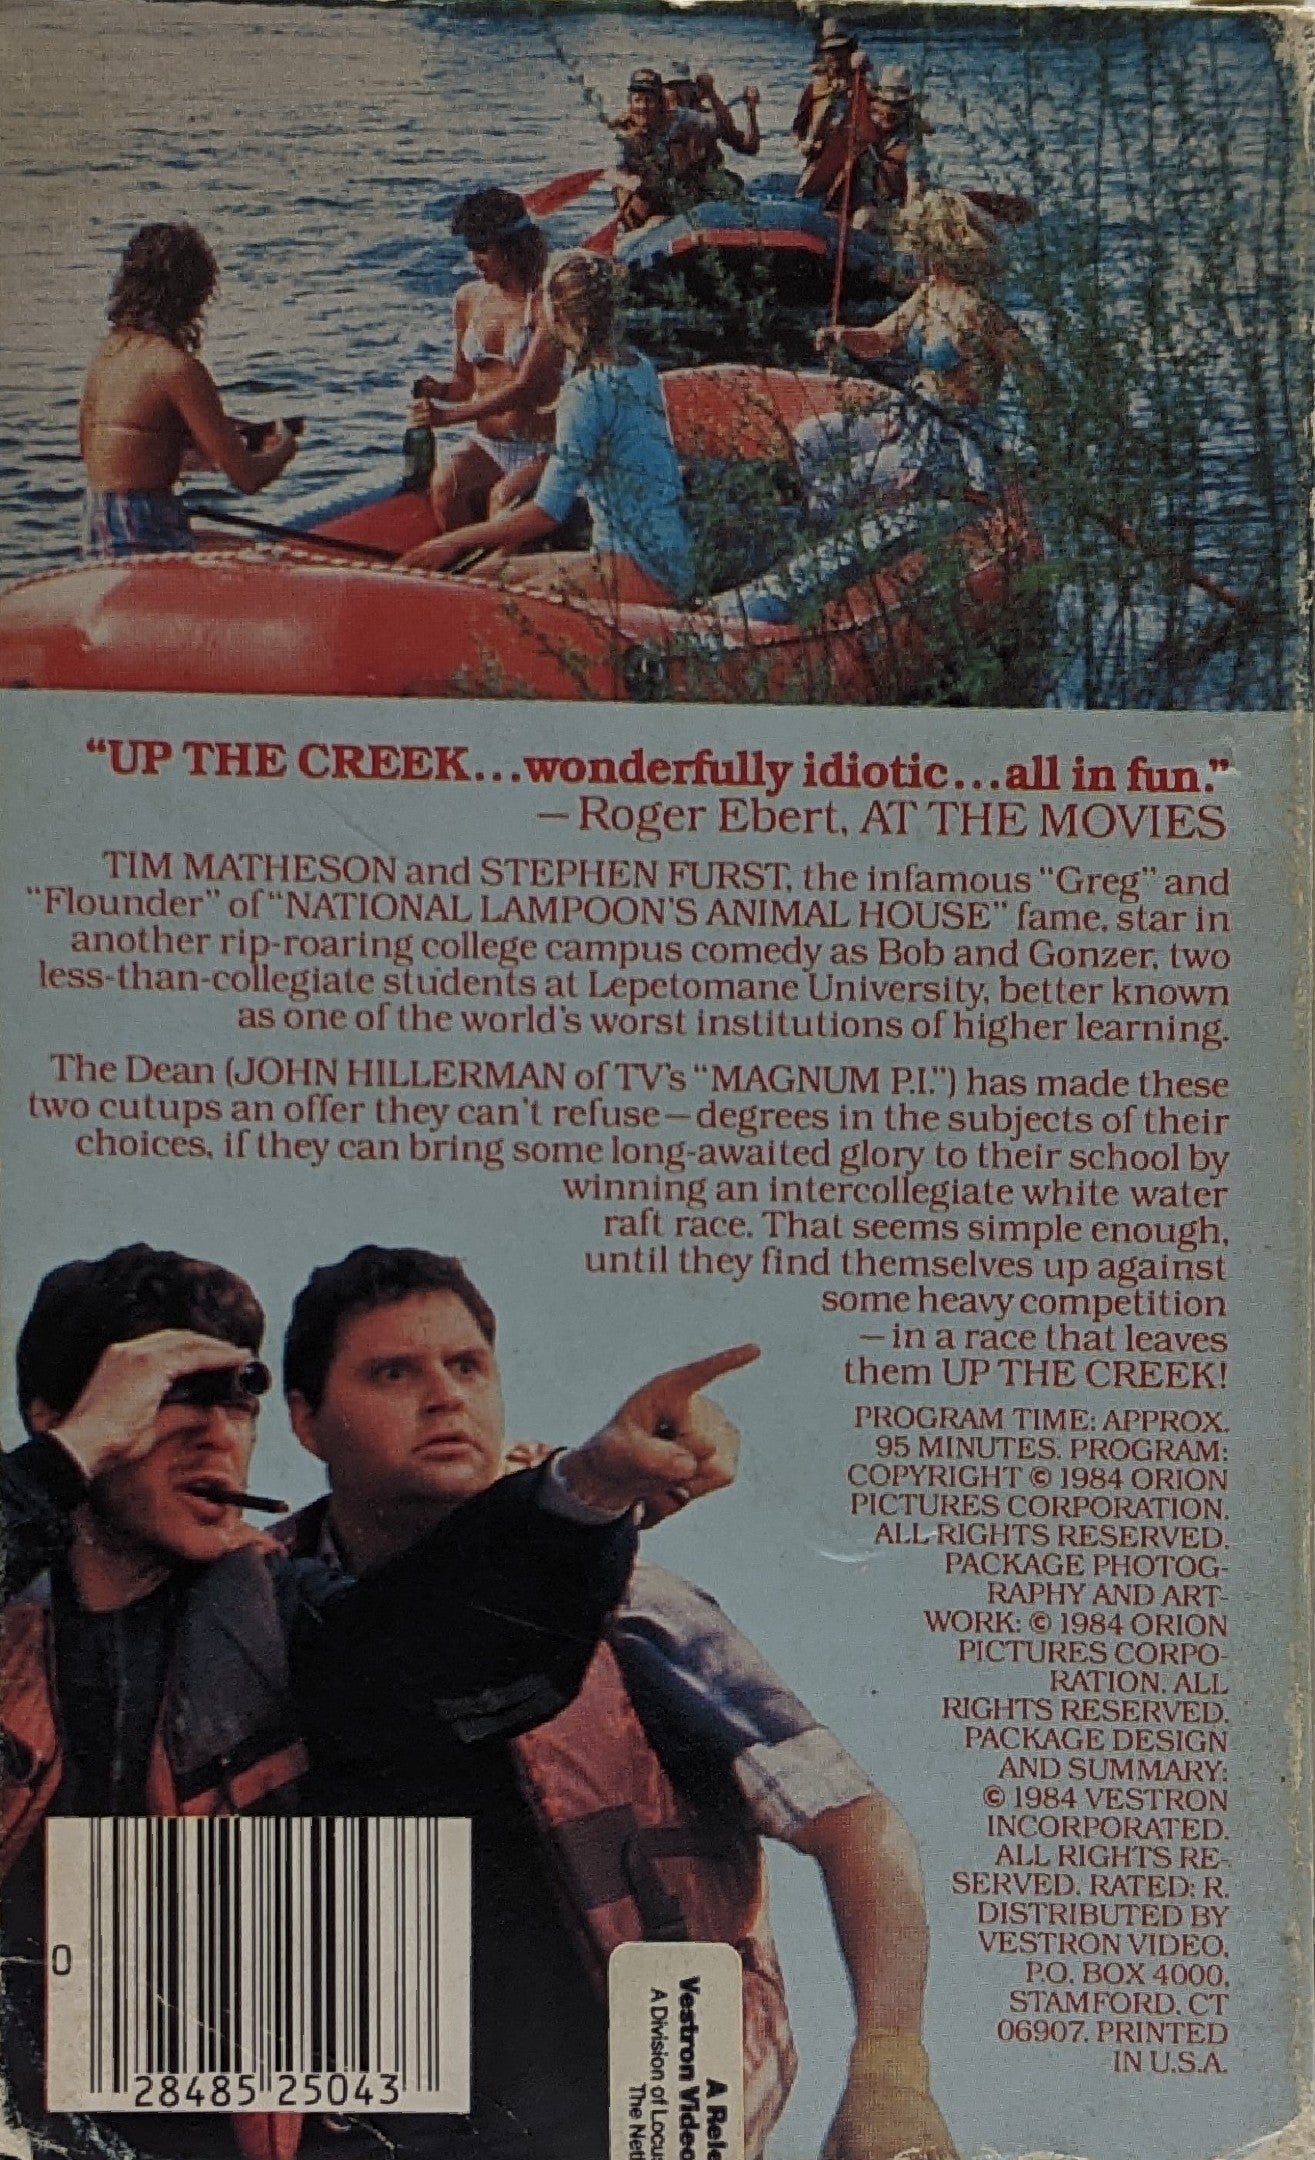 “UP THE CREEK...wonderfully idiotic...all in fun.”
—Roger Ebert, AT THE MOVIES
TIM MATHESON and STEPHEN FURST, the infamous "Greg" and
"Flounder" of "NATIONAL LAMPOON'S ANIMAL HOUSE" fame, star in
another rip-roaring college campus comedy as Bob and Gonzer, two
less-than-collegiate students at Lepetomane University, better known
as one of the world's worst institutions of higher learning.
The Dean (JOHN HILLERMAN of TV's "MAGNUM P.I.") has made these
two cutups an offer they can't refuse—degrees in the subjects of their
choices, if they can bring some long-awaited glory to their school by
winning an intercollegiate white water
raft race. That seems simple enough,
until they find themselves up against
some heavy competition
—in a race that leaves
them UP THE CREEK!
PROGRAM TIME: APPROX.
95 MINUTES. PROGRAM:
COPYRIGHT © 1984 ORION
PICTURES CORPORATION.
ALL RIGHTS RESERVED.
PACKAGE PHOTOG-
RAPHY AND ART-
WORK: © 1984 ORION
PICTURES CORPO-
RATION. ALL
RIGHTS RESERVED.
PACKAGE DESIGN
AND SUMMARY:
© 1984 VESTRON
INCORPORATED.
ALL RIGHTS RE-
SERVED. RATED: R.
DISTRIBUTED BY
VESTRON VIDEO,
P.O. BOX 4000,
STAMFORD, CT
06907. PRINTED
IN U.S.A.
0
28485 25043
A Rele
Vestron Video
A Division of Locus
The Net